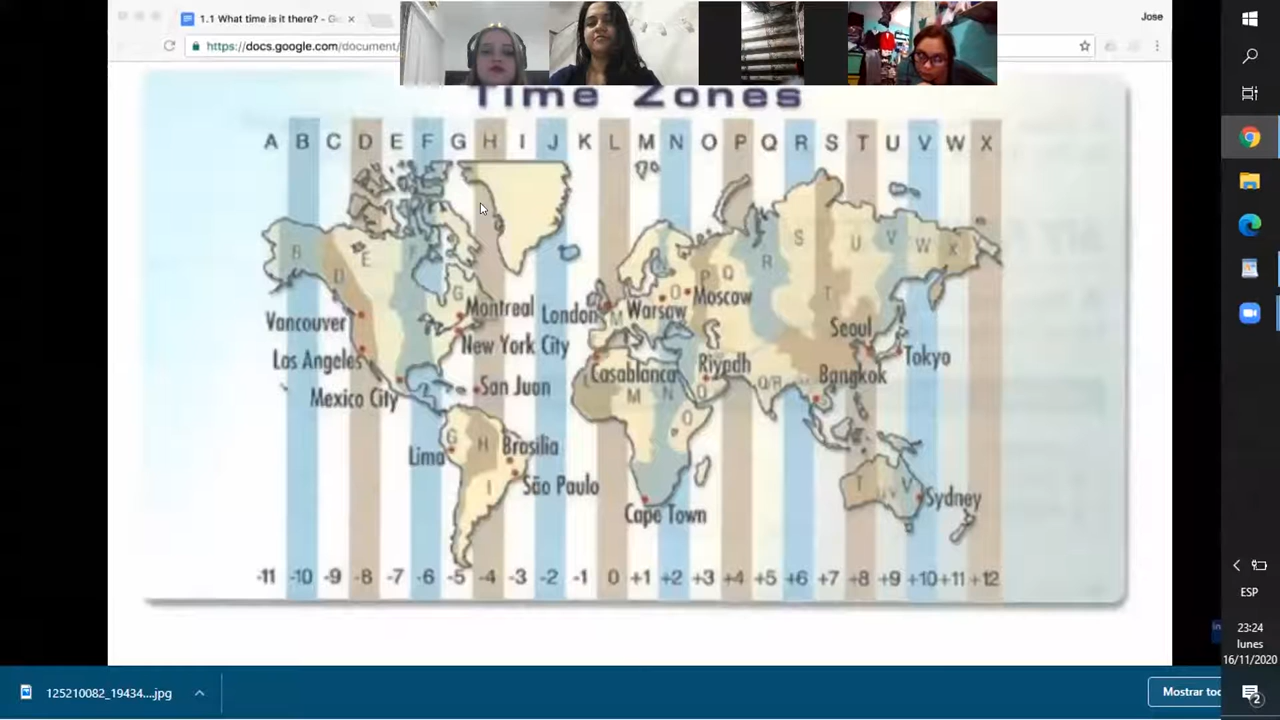 1.1 What time is it there? - Go
Jose
https://docs.google.com/document/
Time Zones
A B C D E F G H I J K L M N O P Q R S T U V W X
B D E F G
M O P Q R S T U V W X
Montreal London Warsaw Moscow
Vancouver Seoul
Los Angeles New York City Casablanca Riyadh Tokyo
Mexico City San Juan M N O Q/R Bangkok
G H Brasilia
Lima
I São Paulo T V Sydney
Cape Town
-11 -10 -9 -8 -7 -6 -5 -4 -3 -2 -1 0 +1 +2 +3 +4 +5 +6 +7 +8 +9 +10 +11 +12
ESP
23:24
lunes
16/11/2020
125210082_19434....jpg
Mostrar toc
2